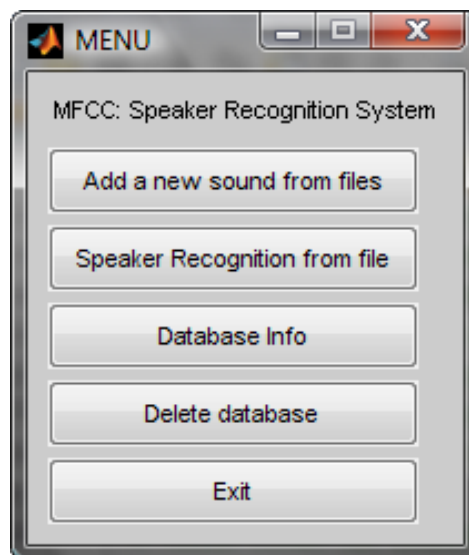 MENU
MFCC: Speaker Recognition System
Add a new sound from files
Speaker Recognition from file
Database Info
Delete database
Exit